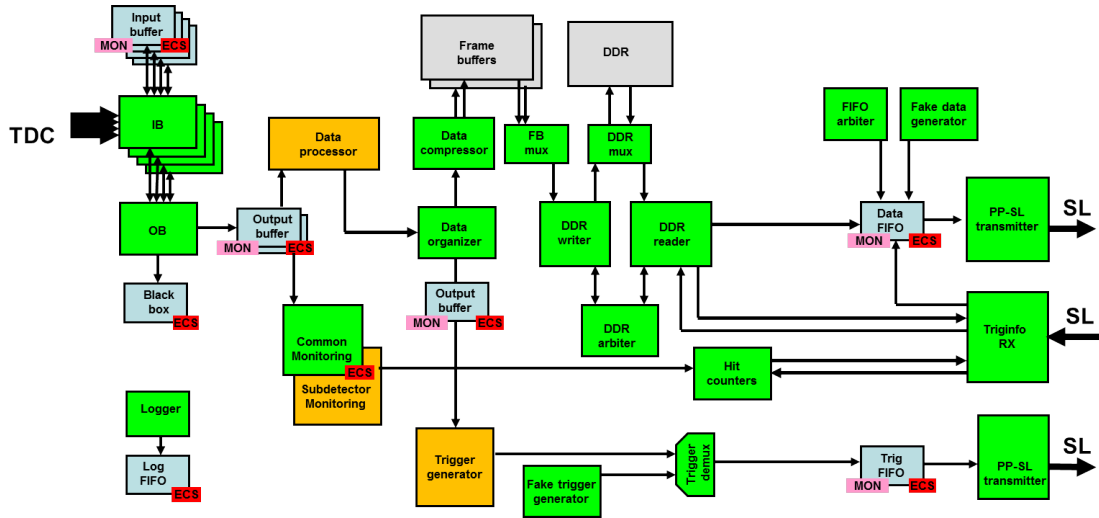 Input
buffer
MON
ECS
TDC
IB
OB
Black
box
ECS
Logger
Log
FIFO
ECS
Data
processor
Output
buffer
MON
ECS
Common
Monitoring
ECS
Subdetector
Monitoring
Frame
buffers
Data
compressor
Data
organizer
Output
buffer
MON
ECS
Trigger
generator
FB
mux
DDR
DDR
mux
DDR
writer
DDR
reader
DDR
arbiter
Hit
counters
Fake trigger
generator
Trigger
demux
FIFO
arbiter
Fake data
generator
Data
FIFO
MON
ECS
PP-SL
transmitter
SL
Triginfo
RX
SL
Trig
FIFO
MON
ECS
PP-SL
transmitter
SL